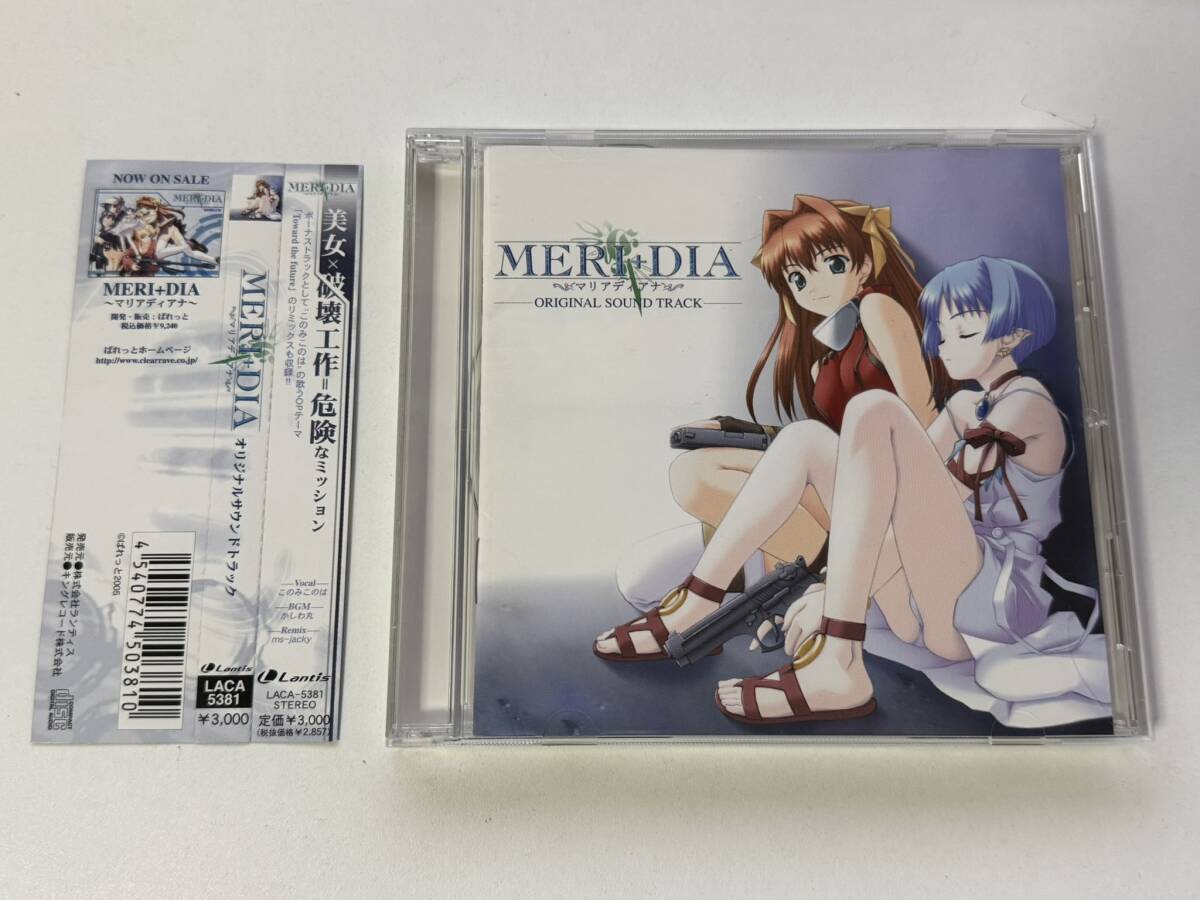 NOW ON SALE
MERI+DIA
MERI+DIA
～マリアディアナ～
開発・販売:ぱれっと
税込価格¥9,240
ぱれっとホームページ
http://www.clearrave.co.jp/
©ぱれっと2005
発売元●株式会社ランティス
販売元●キングレコード株式会社
4540774503810
COMPACT
disc
DIGITAL AUDIO
MERI+DIA
マリアディアナ
オリジナルサウンドトラック
Lantis
LACA
5381
¥3,000
MERI+DIA
美女×破壊工作=危険なミッション
ボーナストラックとして、"このみこのは"の歌うOPテーマ
「Toward the future」のリミックスも収録!!
Vocal
このみこのは
BGM
かしわ丸
Remix
ms-jacky
Lantis
LACA-5381
STEREO
定価¥3,000
(税抜価格¥2,857)
MERI+DIA
マリアディアナ
ORIGINAL SOUND TRACK